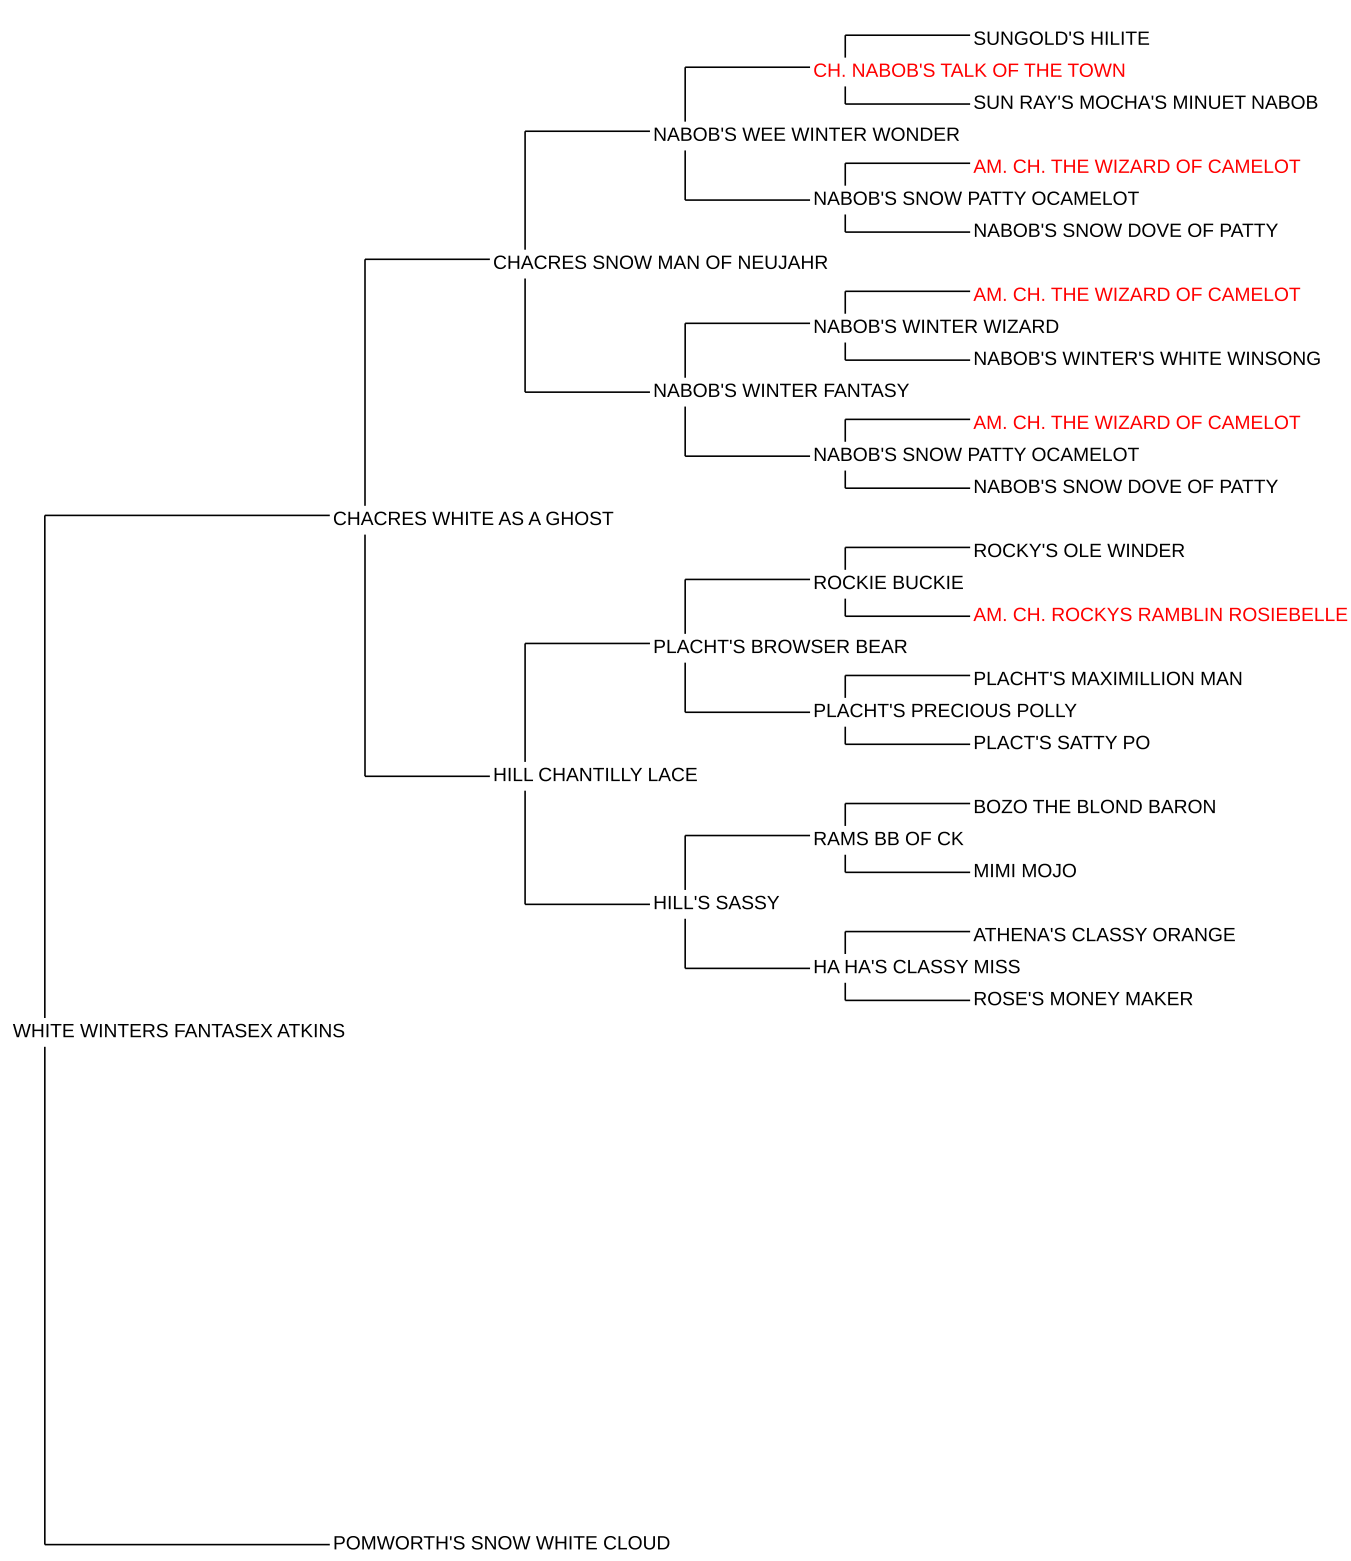 SUNGOLD'S HILITE
CH. NABOB'S TALK OF THE TOWN
SUN RAY'S MOCHA'S MINUET NABOB
NABOB'S WEE WINTER WONDER
AM. CH. THE WIZARD OF CAMELOT
NABOB'S SNOW PATTY OCAMELOT
NABOB'S SNOW DOVE OF PATTY
CHACRES SNOW MAN OF NEUJAHR
AM. CH. THE WIZARD OF CAMELOT
NABOB'S WINTER WIZARD
NABOB'S WINTER'S WHITE WINSONG
NABOB'S WINTER FANTASY
AM. CH. THE WIZARD OF CAMELOT
NABOB'S SNOW PATTY OCAMELOT
NABOB'S SNOW DOVE OF PATTY
CHACRES WHITE AS A GHOST
ROCKY'S OLE WINDER
ROCKIE BUCKIE
AM. CH. ROCKYS RAMBLIN ROSIEBELLE
PLACHT'S BROWSER BEAR
PLACHT'S MAXIMILLION MAN
PLACHT'S PRECIOUS POLLY
PLACT'S SATTY PO
HILL CHANTILLY LACE
BOZO THE BLOND BARON
RAMS BB OF CK
MIMI MOJO
HILL'S SASSY
ATHENA'S CLASSY ORANGE
HA HA'S CLASSY MISS
ROSE'S MONEY MAKER
WHITE WINTERS FANTASEX ATKINS
POMWORTH'S SNOW WHITE CLOUD